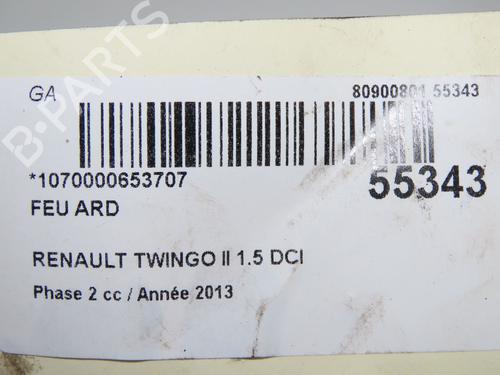 GA
80900801 55343
*1070000653707
55343
FEU ARD
RENAULT TWINGO II 1.5 DCI
Phase 2 cc / Année 2013
B-PARTS